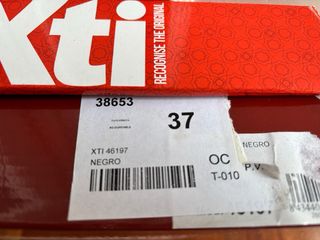 Xti
RECOGNISE THE ORIGINAL
38653
37
XTI 46197
NEGRO
OC
T-010
NEGRO
P.V.